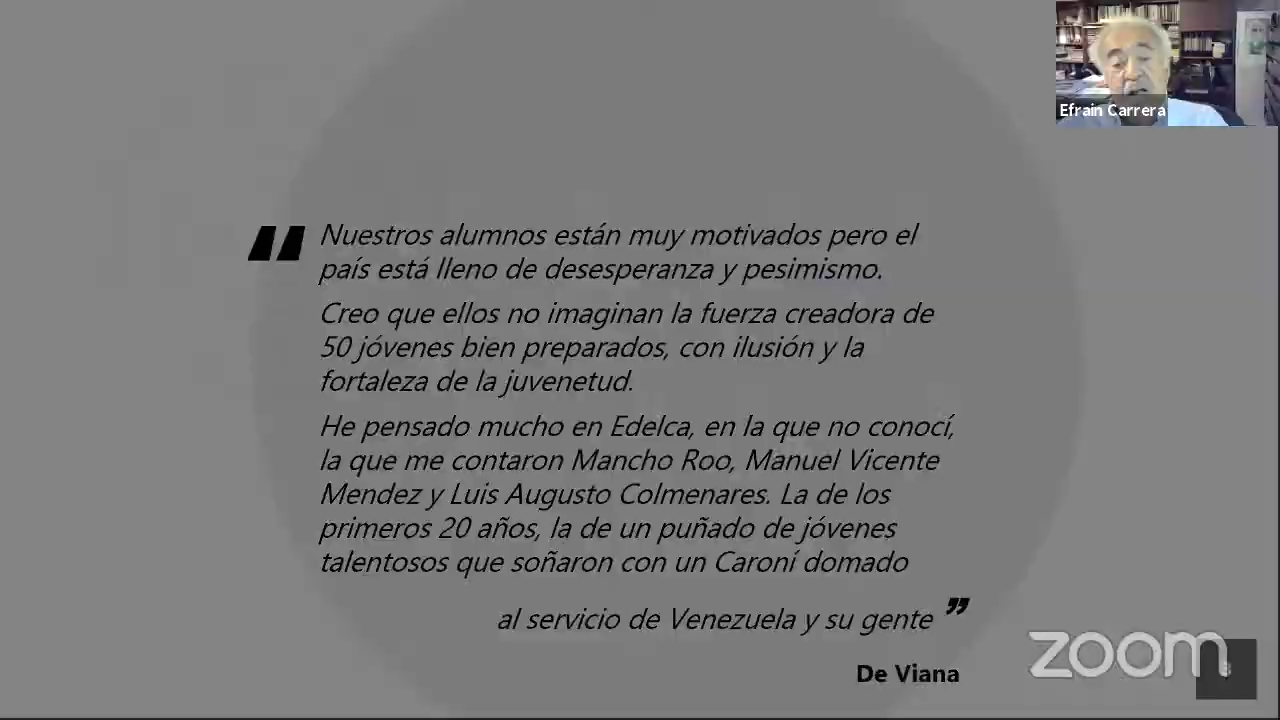 Efrain Carrera
“ Nuestros alumnos están muy motivados pero el
país está lleno de desesperanza y pesimismo.
Creo que ellos no imaginan la fuerza creadora de
50 jóvenes bien preparados, con ilusión y la
fortaleza de la juvenetud.
He pensado mucho en Edelca, en la que no conocí,
la que me contaron Mancho Roo, Manuel Vicente
Mendez y Luis Augusto Colmenares. La de los
primeros 20 años, la de un puñado de jóvenes
talentosos que soñaron con un Caroní domado
al servicio de Venezuela y su gente ”
De Viana
zoom